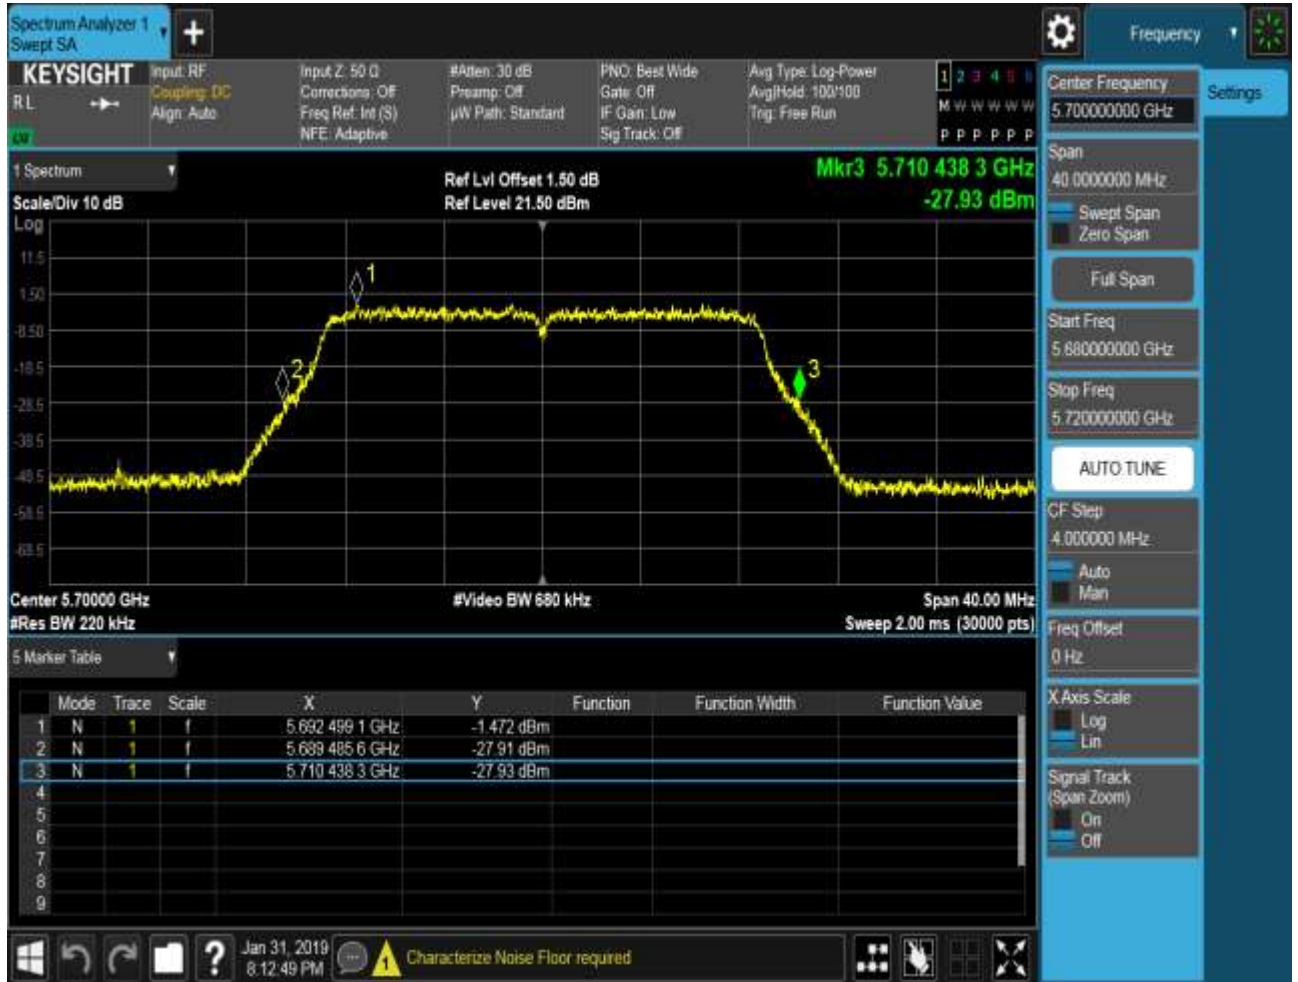 Spectrum Analyzer 1
Swept SA
+
Frequency
KEYSIGHT
R L
Input: RF
Coupling: DC
Align: Auto
Input Z: 50 Ω
Corrections: Off
Freq Ref: Int (S)
NFE: Adaptive
#Atten: 30 dB
Preamp: Off
µW Path: Standard
PNO: Best Wide
Gate: Off
IF Gain: Low
Sig Track: Off
Avg Type: Log-Power
Avg|Hold: 100/100
Trig: Free Run
1 2 3 4 5 6
M W W W W W
P P P P P P
1 Spectrum
Scale/Div 10 dB
Ref Lvl Offset 1.50 dB
Ref Level 21.50 dBm
Mkr3 5.710 438 3 GHz
-27.93 dBm
Log
11.5
1.50
-8.50
-18.5
-28.5
-38.5
-48.5
-58.5
-68.5
1
2
3
Center 5.70000 GHz
#Res BW 220 kHz
#Video BW 680 kHz
Span 40.00 MHz
Sweep 2.00 ms (30000 pts)
5 Marker Table
Mode Trace Scale X Y Function Function Width Function Value
1 N 1 f 5.692 499 1 GHz -1.472 dBm
2 N 1 f 5.689 485 6 GHz -27.91 dBm
3 N 1 f 5.710 438 3 GHz -27.93 dBm
4
5
6
7
8
9
Center Frequency
5.700000000 GHz
Settings
Span
40.0000000 MHz
Swept Span
Zero Span
Full Span
Start Freq
5.680000000 GHz
Stop Freq
5.720000000 GHz
AUTO TUNE
CF Step
4.000000 MHz
Auto
Man
Freq Offset
0 Hz
X Axis Scale
Log
Lin
Signal Track
(Span Zoom)
On
Off
?
Jan 31, 2019
8:12:49 PM
1
Characterize Noise Floor required